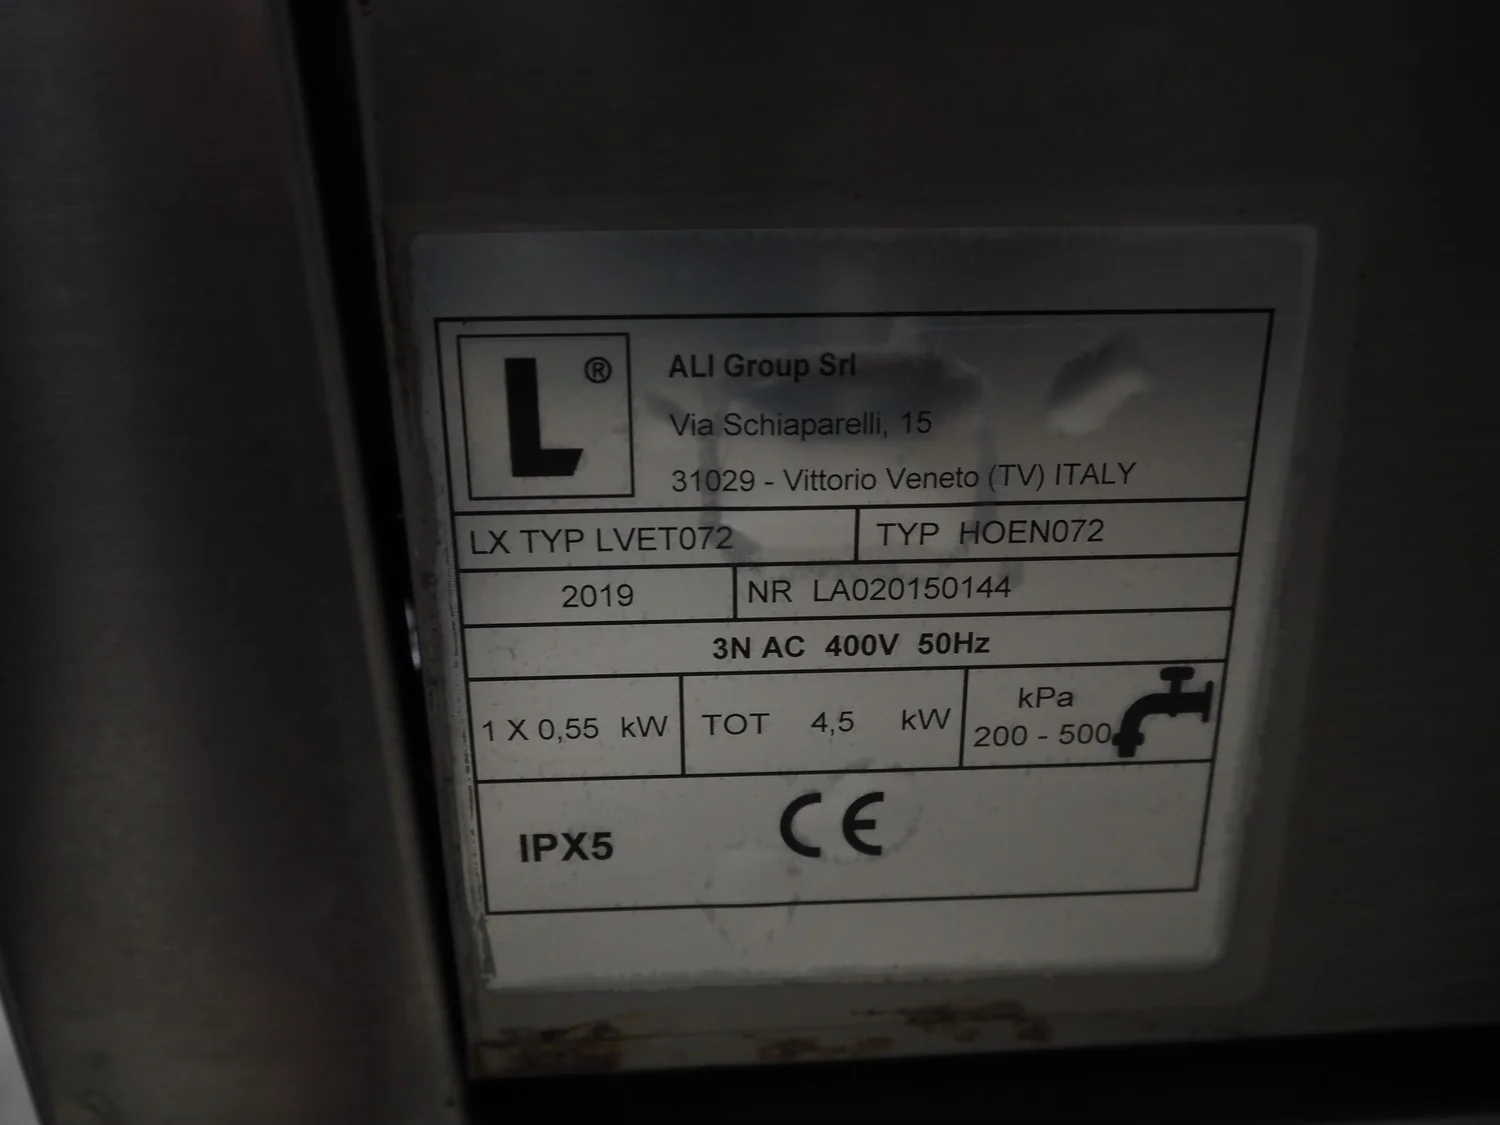 L®
ALI Group Srl
Via Schiaparelli, 15
31029 - Vittorio Veneto (TV) ITALY
LX TYP LVET072
TYP HOEN072
2019
NR LA020150144
3N AC 400V 50Hz
1 X 0,55 kW
TOT 4,5 kW
kPa
200 - 500
IPX5
CE